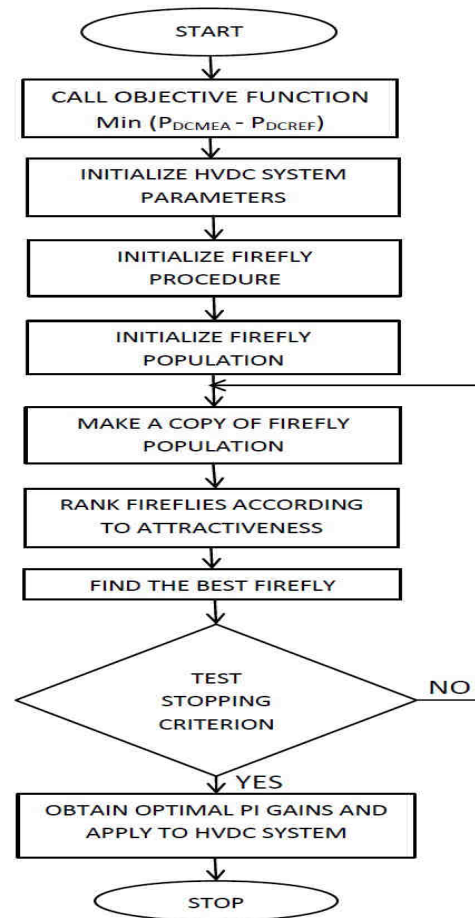 START
CALL OBJECTIVE FUNCTION
Min (PDCMEA - PDCREF)
INITIALIZE HVDC SYSTEM
PARAMETERS
INITIALIZE FIREFLY
PROCEDURE
INITIALIZE FIREFLY
POPULATION
MAKE A COPY OF FIREFLY
POPULATION
RANK FIREFLIES ACCORDING
TO ATTRACTIVENESS
FIND THE BEST FIREFLY
TEST
STOPPING
CRITERION
NO
YES
OBTAIN OPTIMAL PI GAINS AND
APPLY TO HVDC SYSTEM
STOP